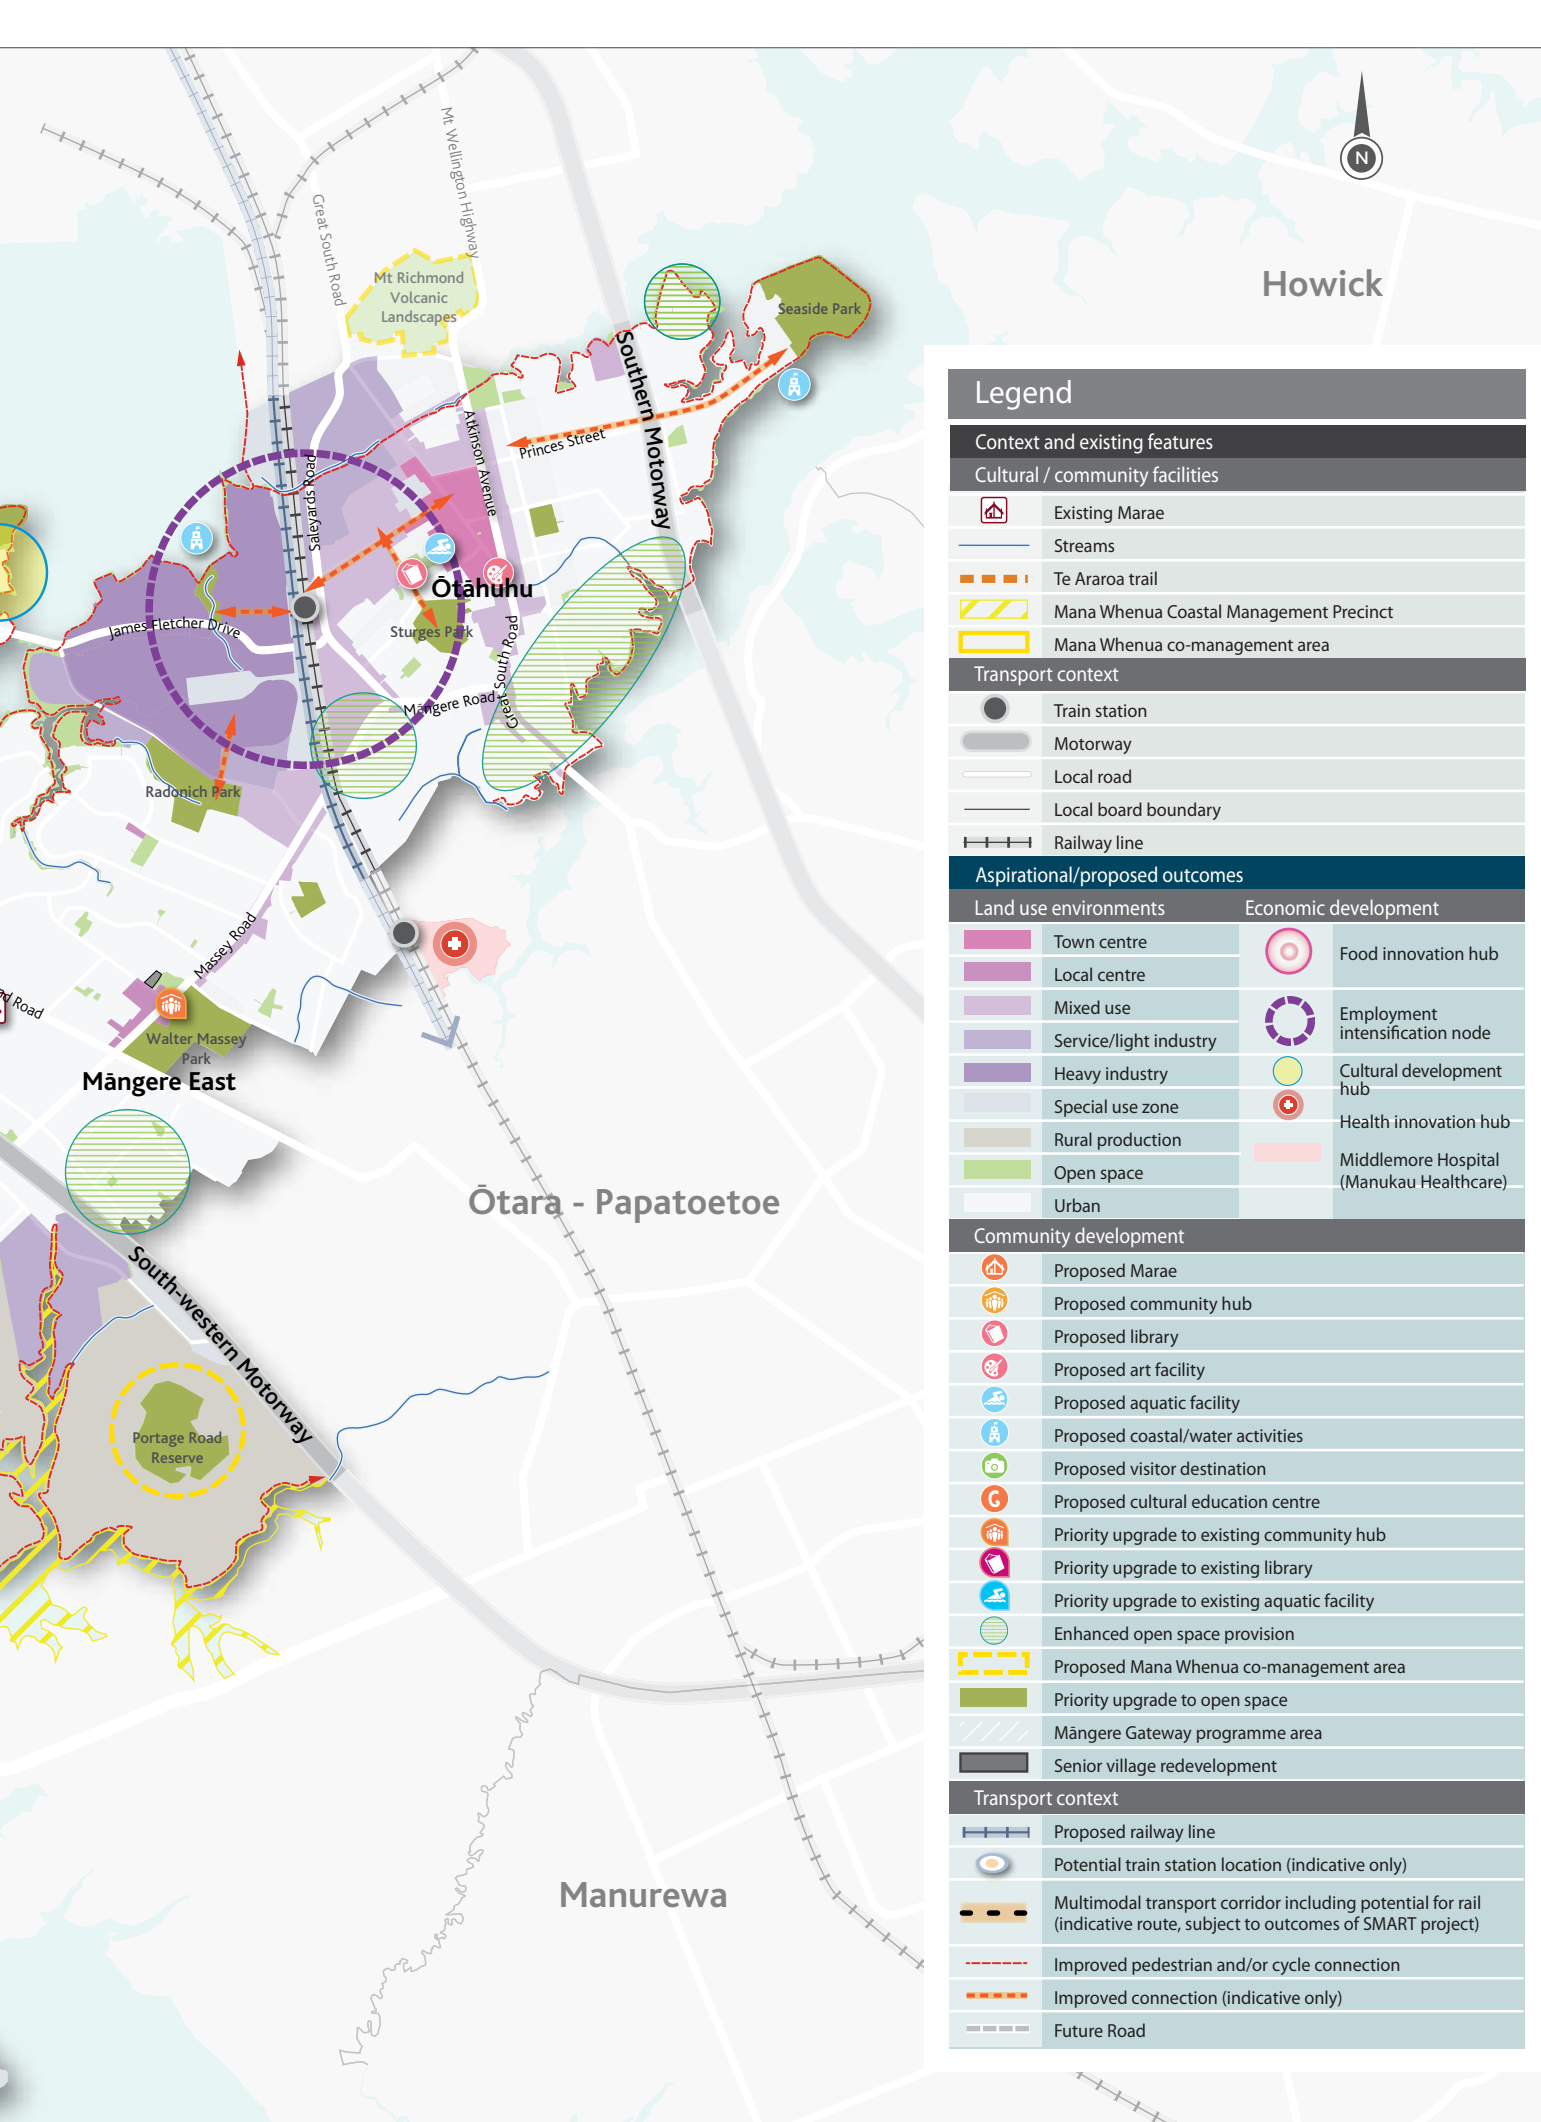 N
Howick
Mt Wellington Highway
Great South Road
Mt Richmond
Volcanic
Landscapes
Seaside Park
Southern Motorway
Atkinson Avenue
Princes Street
Saleyards Road
Ōtāhuhu
James Fletcher Drive
Sturges Park
Great South Road
Māngere Road
Radonich Park
Massey Road
Road
Walter Massey
Park
Māngere East
Ōtara - Papatoetoe
South-western Motorway
Portage Road
Reserve
Manurewa
Legend
Context and existing features
Cultural / community facilities
Existing Marae
Streams
Te Araroa trail
Mana Whenua Coastal Management Precinct
Mana Whenua co-management area
Transport context
Train station
Motorway
Local road
Local board boundary
Railway line
Aspirational/proposed outcomes
Land use environments
Town centre
Local centre
Mixed use
Service/light industry
Heavy industry
Special use zone
Rural production
Open space
Urban
Economic development
Food innovation hub
Employment
intensification node
Cultural development
hub
Health innovation hub
Middlemore Hospital
(Manukau Healthcare)
Community development
Proposed Marae
Proposed community hub
Proposed library
Proposed art facility
Proposed aquatic facility
Proposed coastal/water activities
Proposed visitor destination
Proposed cultural education centre
Priority upgrade to existing community hub
Priority upgrade to existing library
Priority upgrade to existing aquatic facility
Enhanced open space provision
Proposed Mana Whenua co-management area
Priority upgrade to open space
Māngere Gateway programme area
Senior village redevelopment
Transport context
Proposed railway line
Potential train station location (indicative only)
Multimodal transport corridor including potential for rail
(indicative route, subject to outcomes of SMART project)
Improved pedestrian and/or cycle connection
Improved connection (indicative only)
Future Road